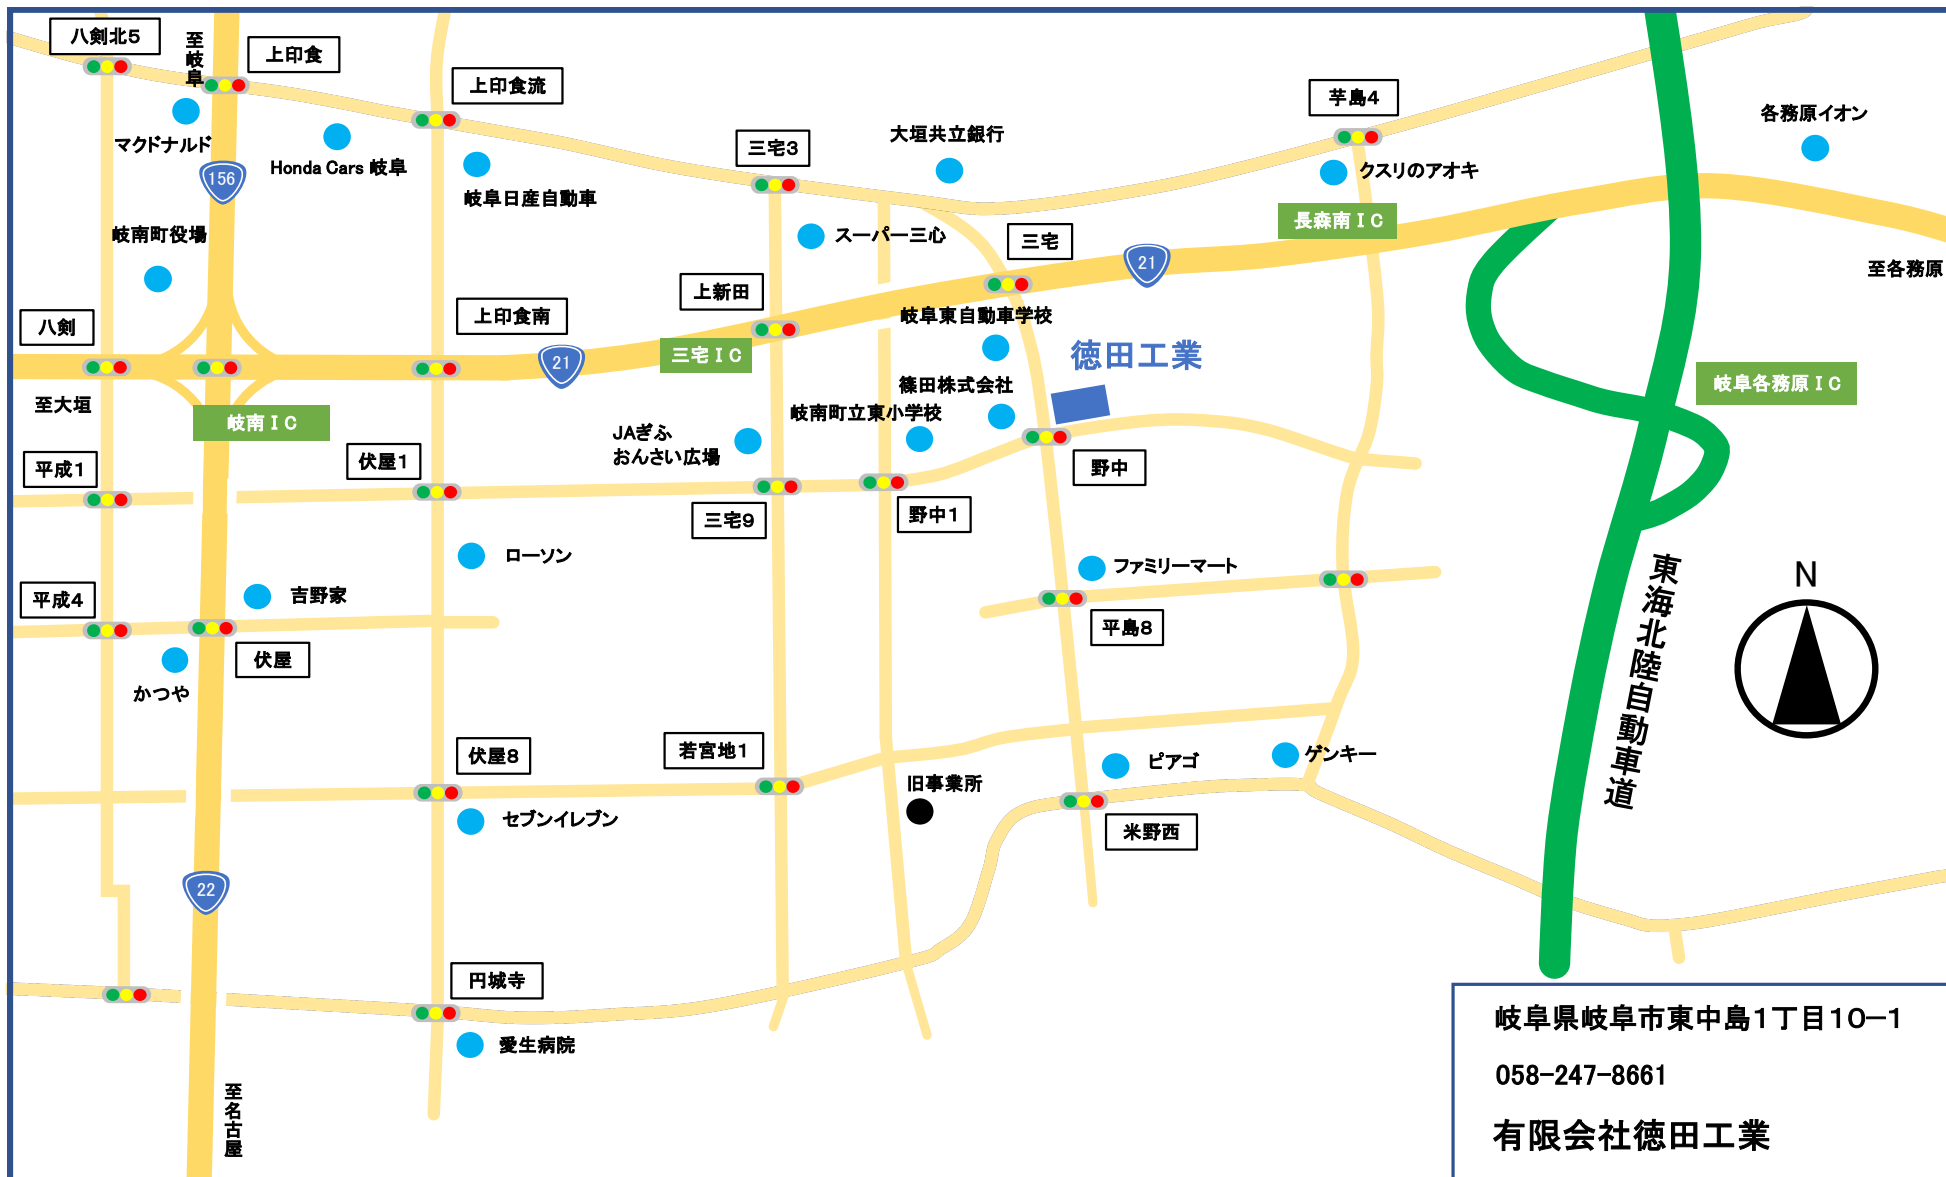 八剣北5
至岐阜
上印食
上印食流
芋島4
各務原イオン
マクドナルド
Honda Cars 岐阜
三宅3
大垣共立銀行
クスリのアオキ
156
岐阜日産自動車
岐南町役場
スーパー三心
三宅
長森南IC
21
至各務原
上新田
上印食南
八剣
岐阜東自動車学校
三宅IC
21
徳田工業
篠田株式会社
岐阜各務原IC
至大垣
岐南IC
岐南町立東小学校
JAぎふ
おんさい広場
平成1
伏屋1
野中
三宅9
野中1
ローソン
ファミリーマート
吉野家
平成4
平島8
伏屋
かつや
東海北陸自動車道
N
伏屋8
若宮地1
ピアゴ
ゲンキー
旧事業所
セブンイレブン
米野西
22
円城寺
愛生病院
至名古屋
岐阜県岐阜市東中島1丁目10−1
058−247−8661
有限会社徳田工業